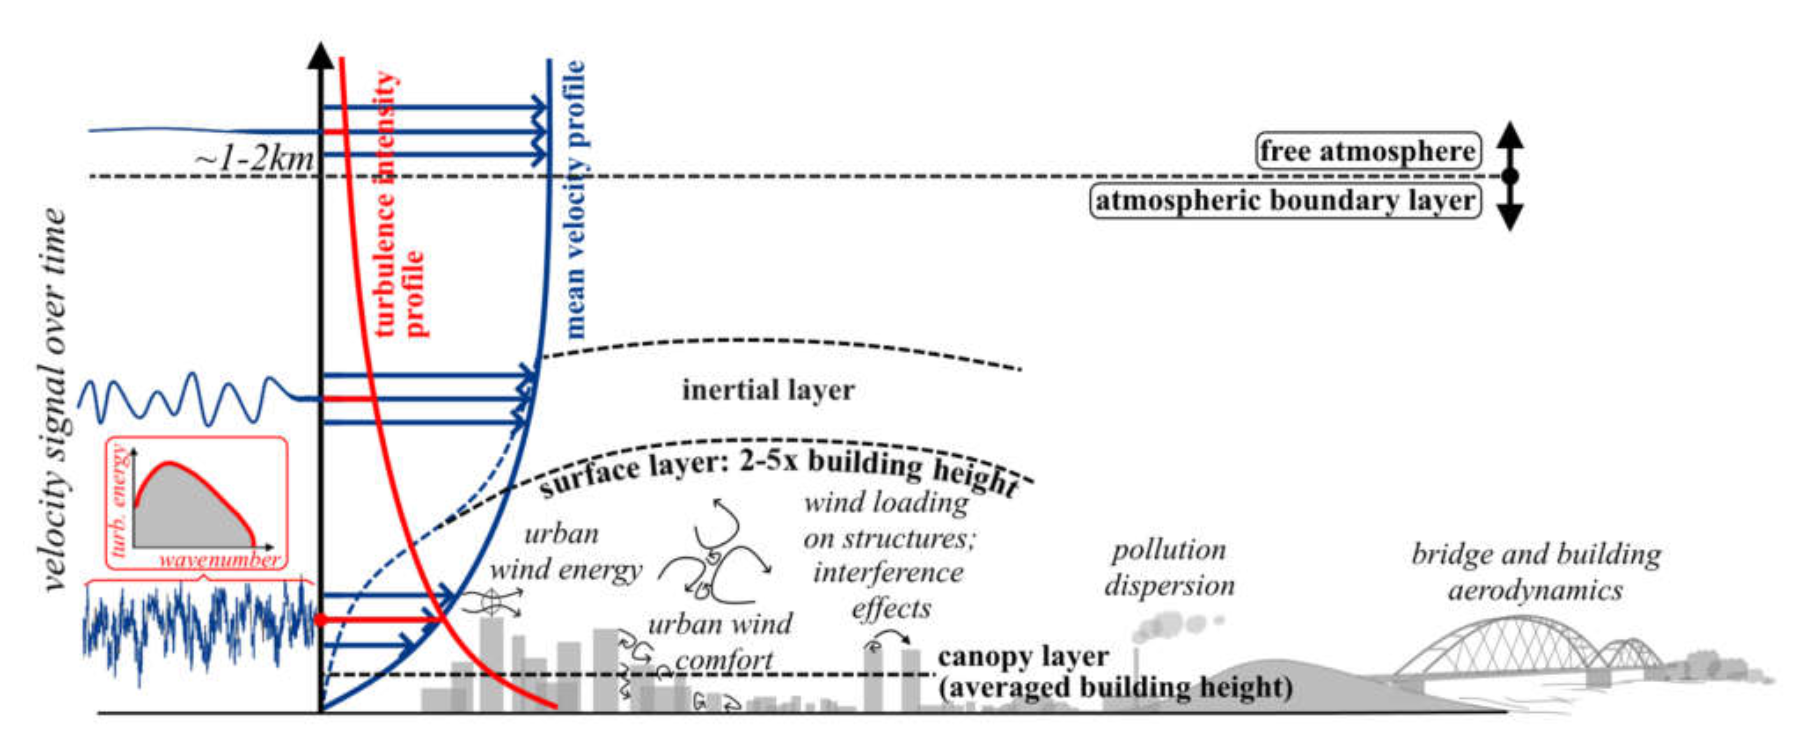 velocity signal over time
~1-2km
turbulence intensity
profile
mean velocity profile
free atmosphere
atmospheric boundary layer
inertial layer
surface layer: 2-5x building height
turb. energy
wavenumber
urban
wind energy
wind loading
on structures;
interference
effects
urban wind
comfort
pollution
dispersion
bridge and building
aerodynamics
canopy layer
(averaged building height)